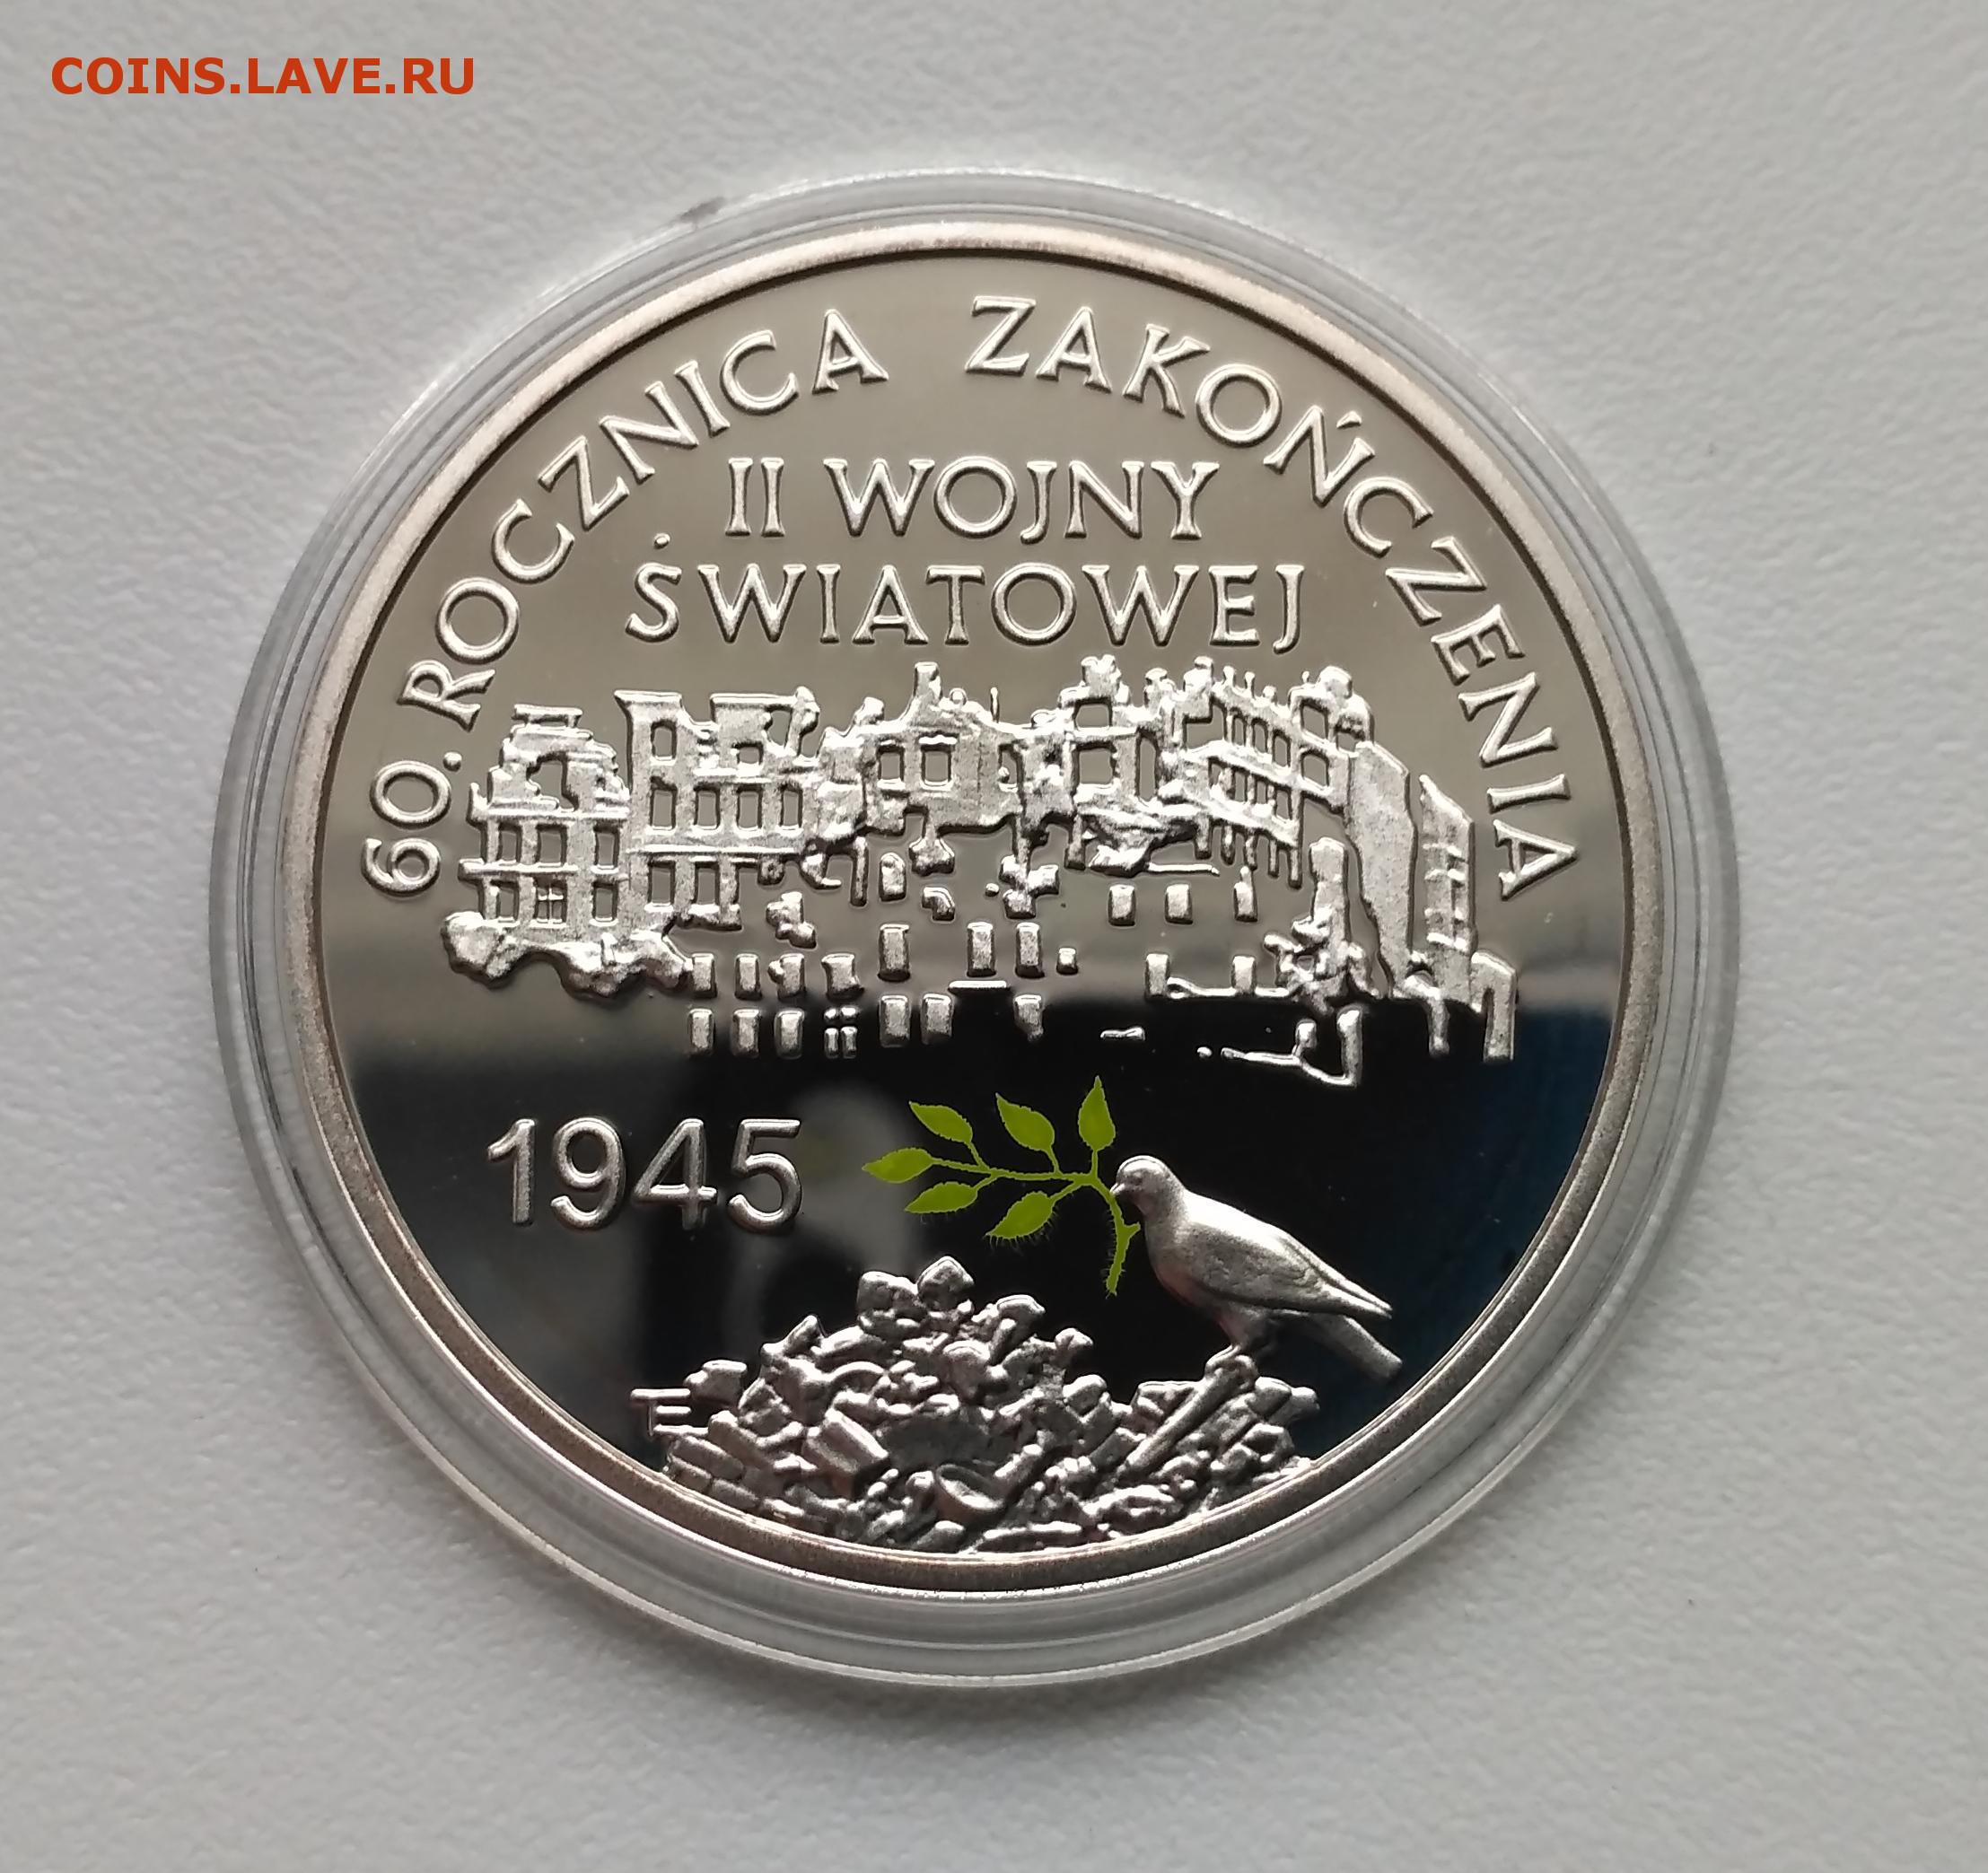 COINS.LAVE.RU
60. ROCZNICA ZAKOŃCZENIA
II WOJNY
ŚWIATOWEJ
1945